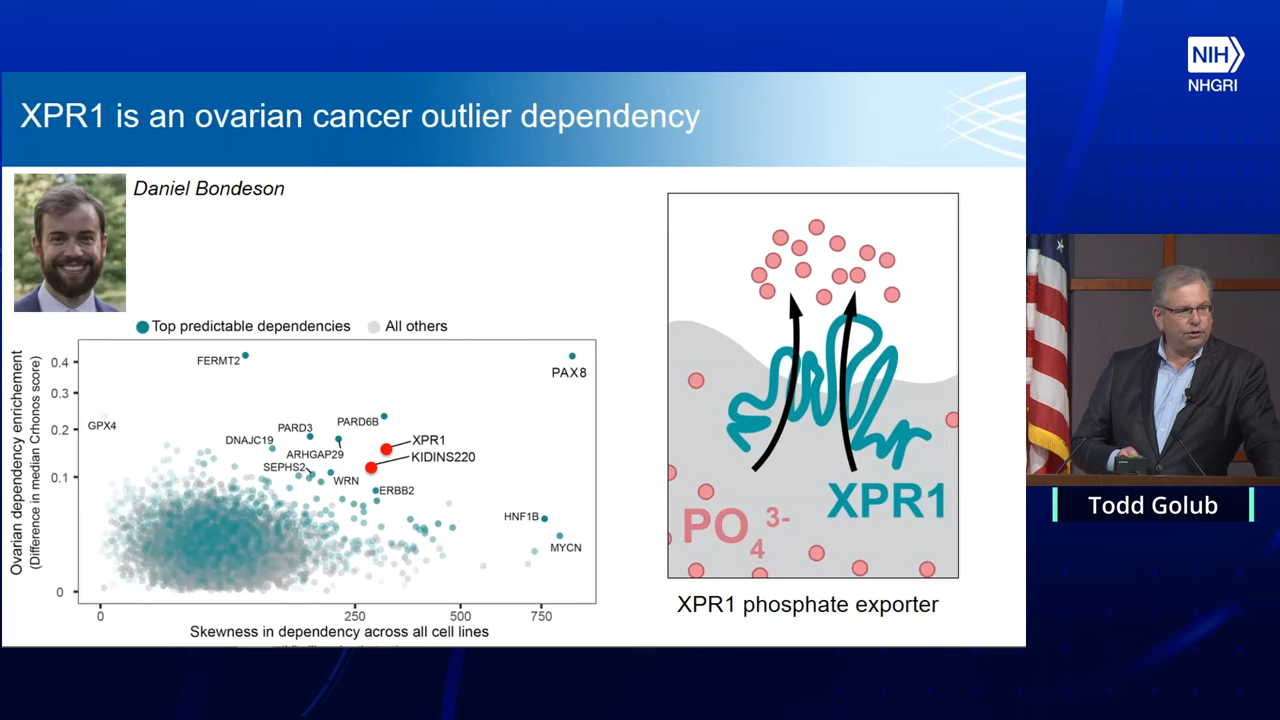 NIH
NHGRI
XPR1 is an ovarian cancer outlier dependency
Daniel Bondeson
Top predictable dependencies
All others
Ovarian dependency enrichement
(Difference in median Chronos score)
0.4
0.3
0.2
0.1
0
FERMT2
PAX8
GPX4
PARD3
PARD6B
DNAJC19
ARHGAP29
XPR1
KIDINS220
SEPHS2
WRN
ERBB2
HNF1B
MYCN
0
250
500
750
Skewness in dependency across all cell lines
XPR1
PO4 3-
XPR1 phosphate exporter
Todd Golub